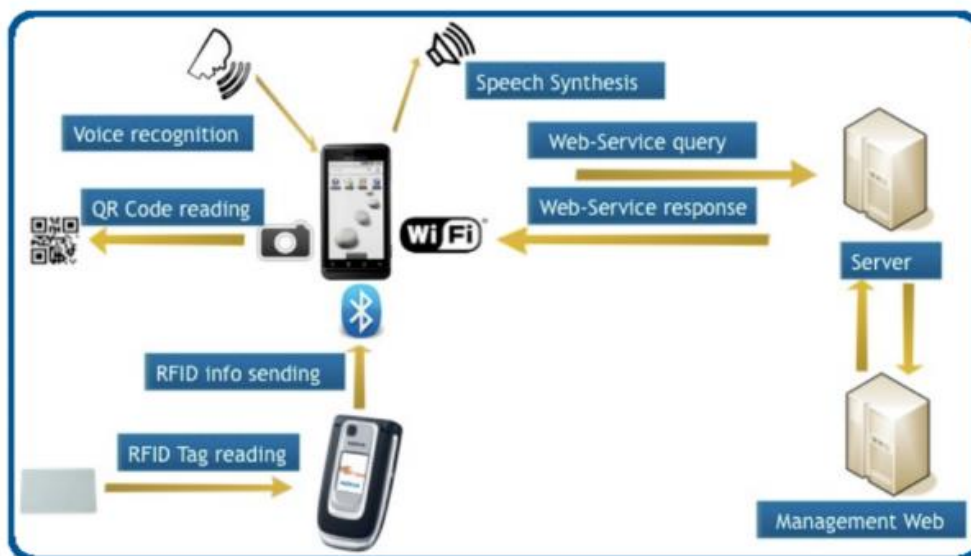 Speech Synthesis
Voice recognition
Web-Service query
QR Code reading
Web-Service response
WiFi
Server
RFID info sending
RFID Tag reading
NOKIA
Management Web